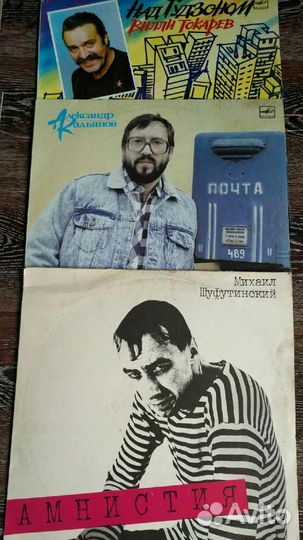 НАД ГУДЗОНОМ
ВИЛЛИ ТОКАРЕВ
Александр
Кальянов
ПОЧТА
489
Михаил
Шуфутинский
АМНИСТИЯ
Avito